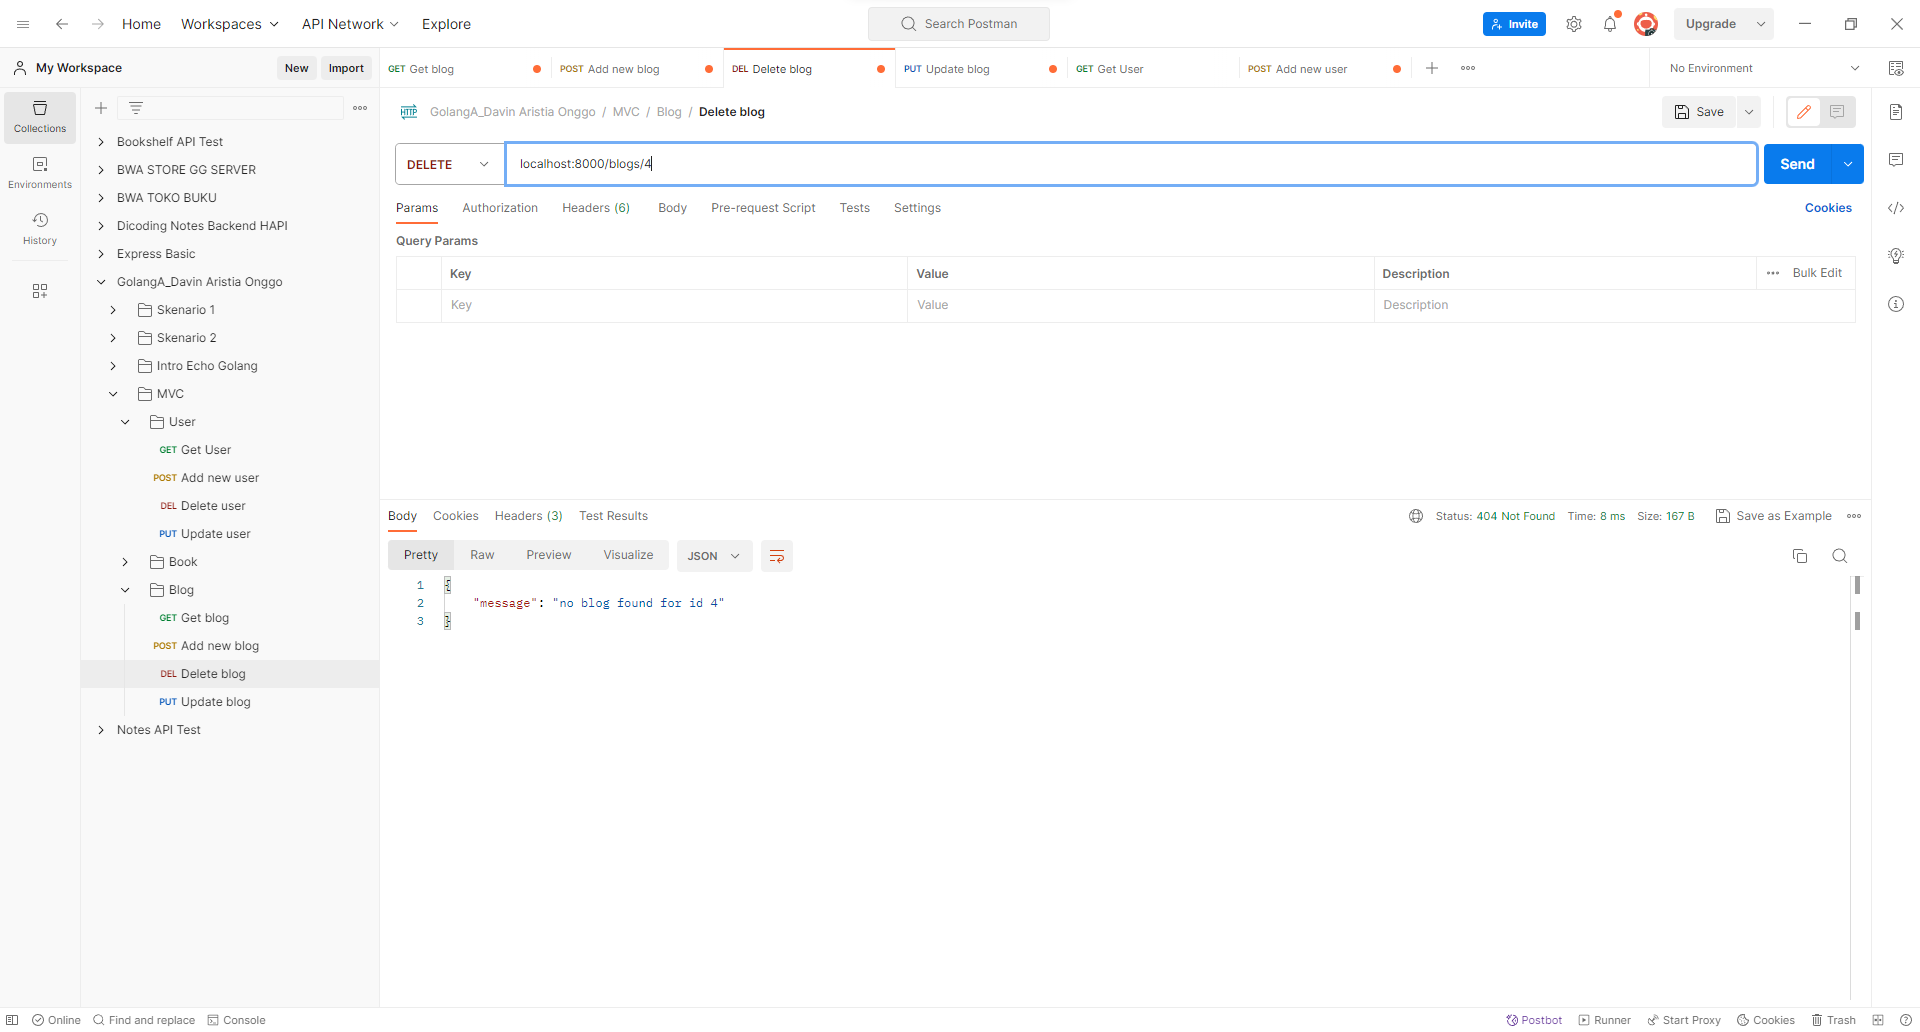 Home Workspaces API Network Explore Search Postman Invite Upgrade
My Workspace New Import GET Get blog POST Add new blog DEL Delete blog PUT Update blog GET Get User POST Add new user No Environment
Collections
Environments
History
Bookshelf API Test
BWA STORE GG SERVER
BWA TOKO BUKU
Dicoding Notes Backend HAPI
Express Basic
GolangA_Davin Aristia Onggo
Skenario 1
Skenario 2
Intro Echo Golang
MVC
User
GET Get User
POST Add new user
DEL Delete user
PUT Update user
Book
Blog
GET Get blog
POST Add new blog
DEL Delete blog
PUT Update blog
Notes API Test
HTTP GolangA_Davin Aristia Onggo / MVC / Blog / Delete blog Save
DELETE localhost:8000/blogs/4 Send
Params Authorization Headers (6) Body Pre-request Script Tests Settings Cookies
Query Params
Key Value Description Bulk Edit
Key Value Description
Body Cookies Headers (3) Test Results Status: 404 Not Found Time: 8 ms Size: 167 B Save as Example
Pretty Raw Preview Visualize JSON
1 {
2 "message": "no blog found for id 4"
3 }
Online Find and replace Console Postbot Runner Start Proxy Cookies Trash